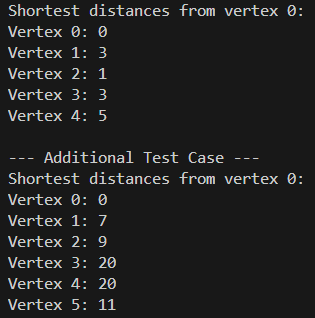 Shortest distances from vertex 0:
Vertex 0: 0
Vertex 1: 3
Vertex 2: 1
Vertex 3: 3
Vertex 4: 5

--- Additional Test Case ---
Shortest distances from vertex 0:
Vertex 0: 0
Vertex 1: 7
Vertex 2: 9
Vertex 3: 20
Vertex 4: 20
Vertex 5: 11